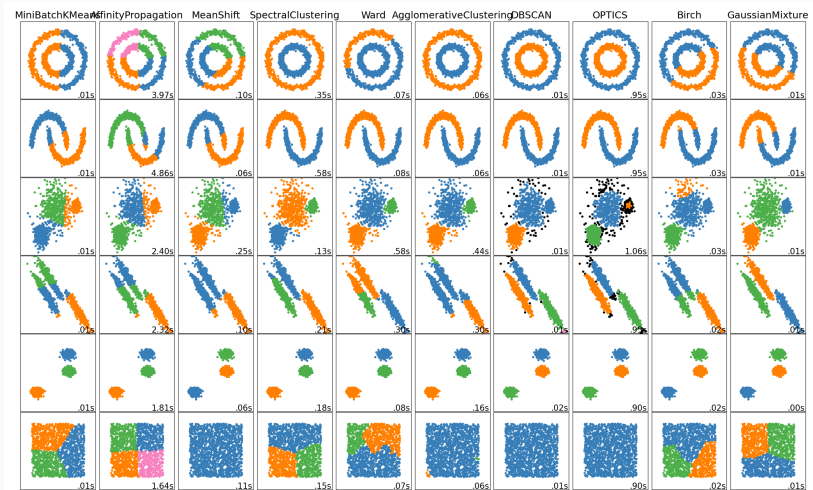 MiniBatchKMeans AffinityPropagation MeanShift SpectralClustering Ward AgglomerativeClustering DBSCAN OPTICS Birch GaussianMixture
.01s 3.97s .10s .35s .07s .06s .01s .95s .03s .01s
.01s 4.86s .06s .58s .08s .06s .01s .95s .03s .01s
.01s 2.40s .25s .13s .58s .44s .01s 1.06s .03s .01s
.01s 2.32s .10s .21s .30s .30s .01s .95s .01s .01s
.01s 1.81s .06s .18s .08s .16s .02s .90s .02s .00s
.01s 1.64s .11s .15s .07s .06s .01s .90s .02s .01s